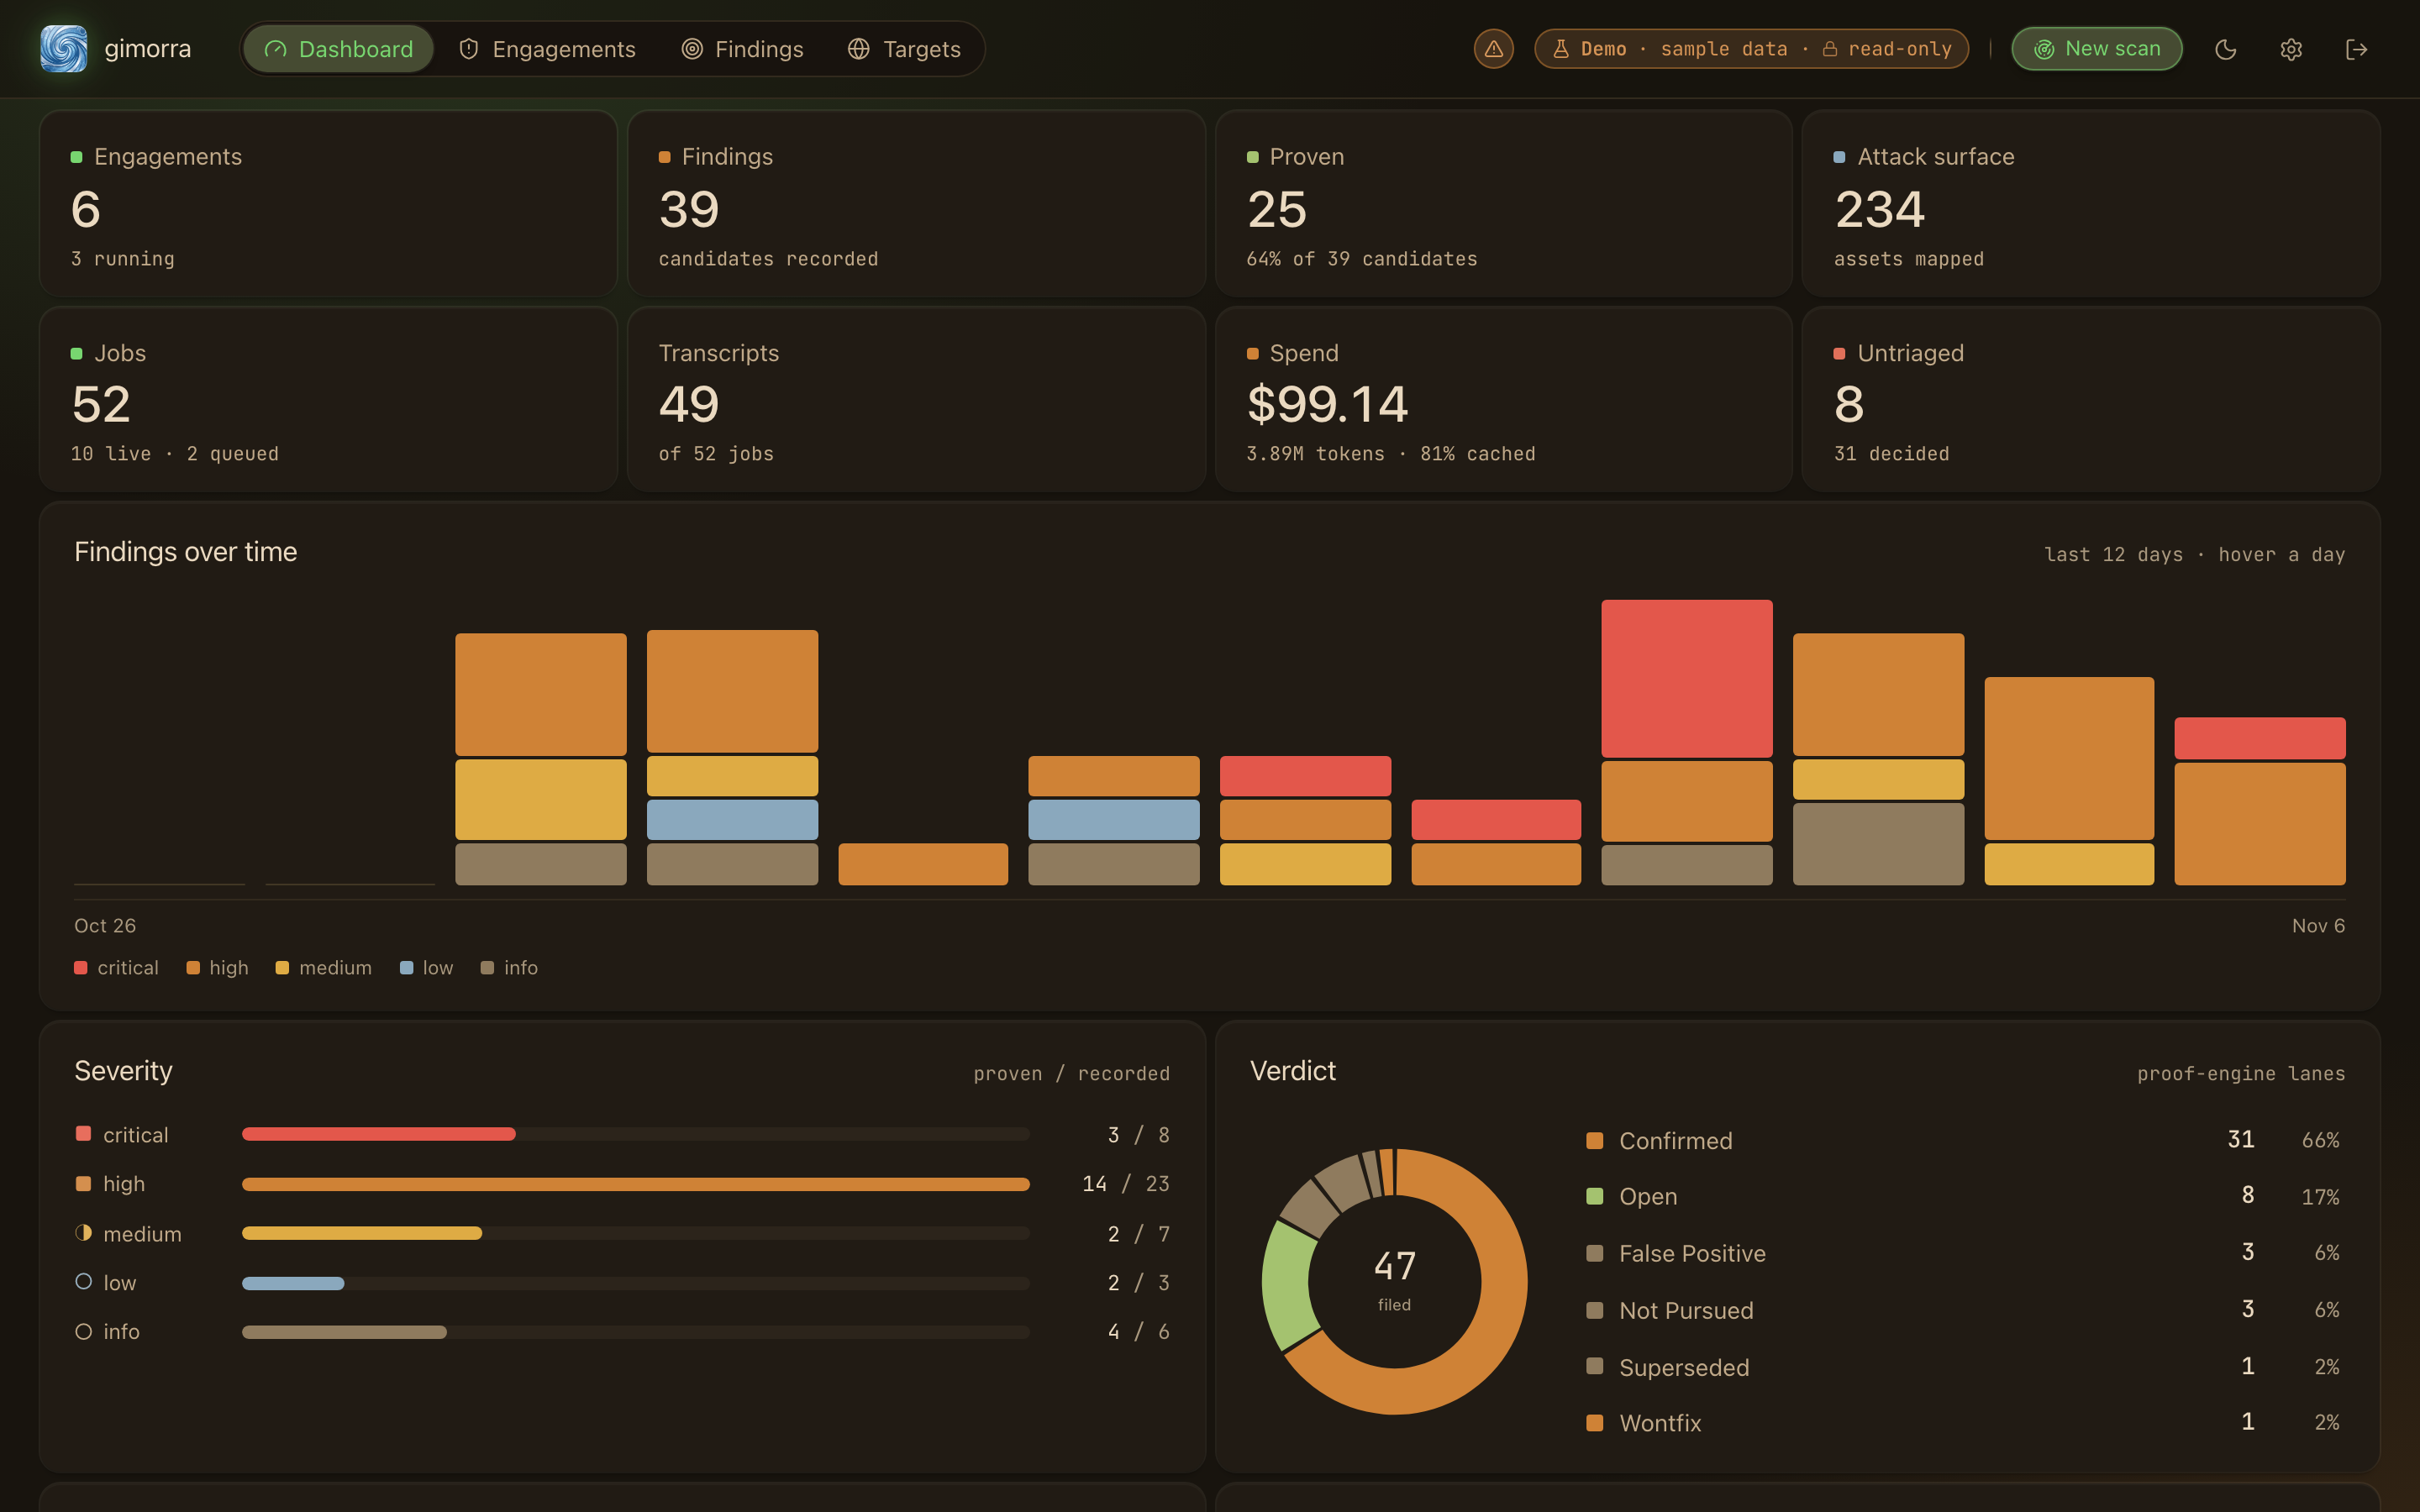 gimorra
Dashboard
Engagements
Findings
Targets
Demo · sample data · read-only
New scan
Engagements
6
3 running
Findings
39
candidates recorded
Proven
25
64% of 39 candidates
Attack surface
234
assets mapped
Jobs
52
10 live · 2 queued
Transcripts
49
of 52 jobs
Spend
$99.14
3.89M tokens · 81% cached
Untriaged
8
31 decided
Findings over time
last 12 days · hover a day
Oct 26
Nov 6
critical
high
medium
low
info
Severity
proven / recorded
critical
3 / 8
high
14 / 23
medium
2 / 7
low
2 / 3
info
4 / 6
Verdict
proof-engine lanes
47
filed
Confirmed 31 66%
Open 8 17%
False Positive 3 6%
Not Pursued 3 6%
Superseded 1 2%
Wontfix 1 2%